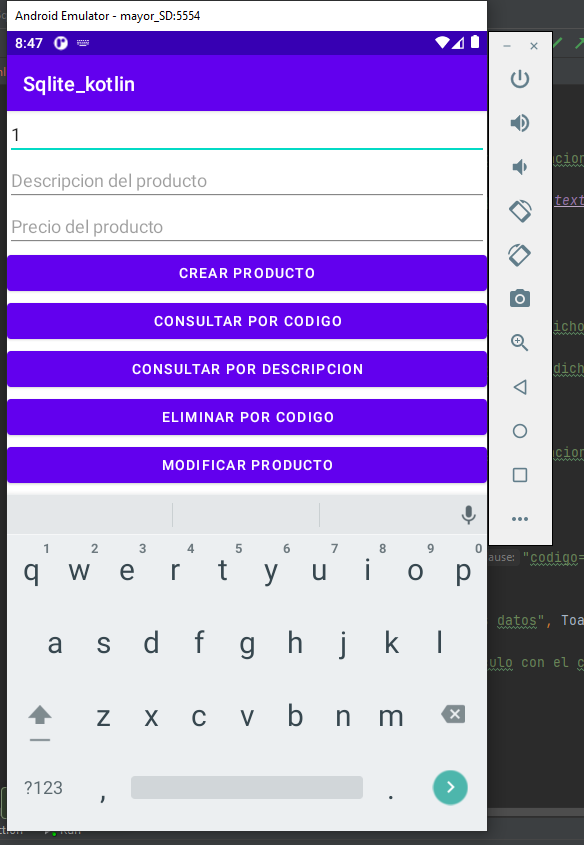 Android Emulator - mayor_SD:5554
8:47
Sqlite_kotlin
1
Descripcion del producto
Precio del producto
CREAR PRODUCTO
CONSULTAR POR CODIGO
CONSULTAR POR DESCRIPCION
ELIMINAR POR CODIGO
MODIFICAR PRODUCTO
1 2 3 4 5 6 7 8 9 0
q w e r t y u i o p
a s d f g h j k l
z x c v b n m
?123 , .
text
dicho
dich
"codigo=
datos", Toa
ulo con el c
Run